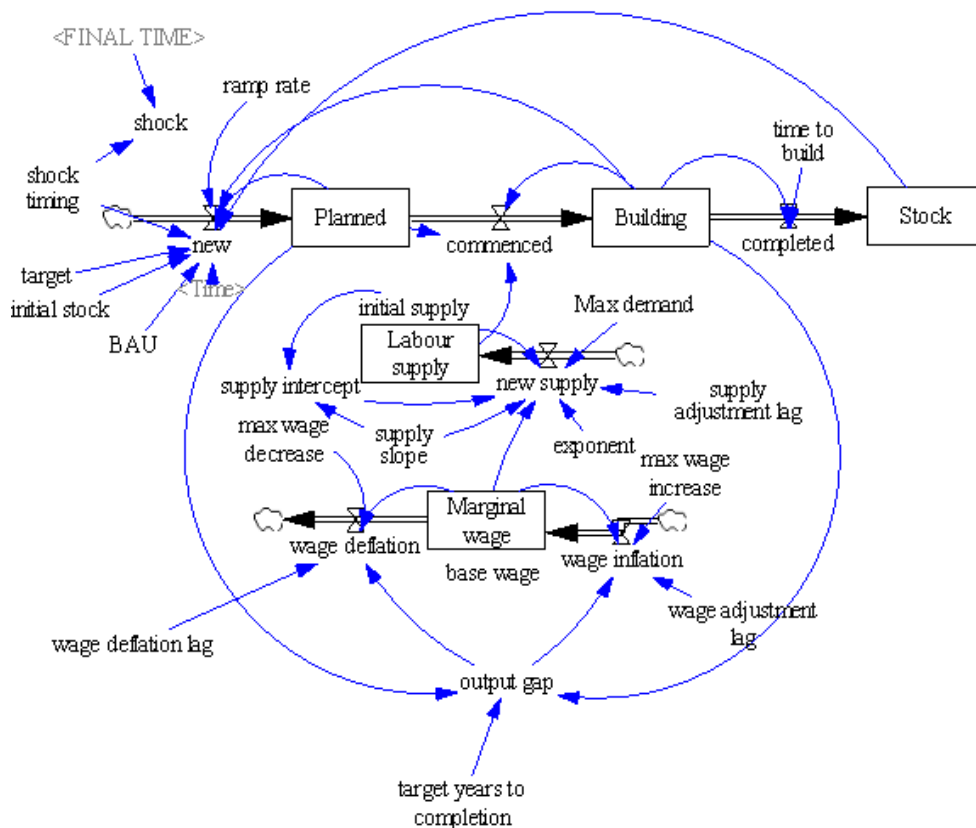 <FINAL TIME>
ramp rate
shock
time to
build
shock
timing
Planned
Building
Stock
new
commenced
completed
target
<Time>
initial stock
BAU
initial supply
Max demand
Labour
supply
supply intercept
new supply
supply
adjustment lag
max wage
decrease
supply
slope
exponent
max wage
increase
Marginal
wage
wage deflation
wage inflation
base wage
wage deflation lag
wage adjustment
lag
output gap
target years to
completion